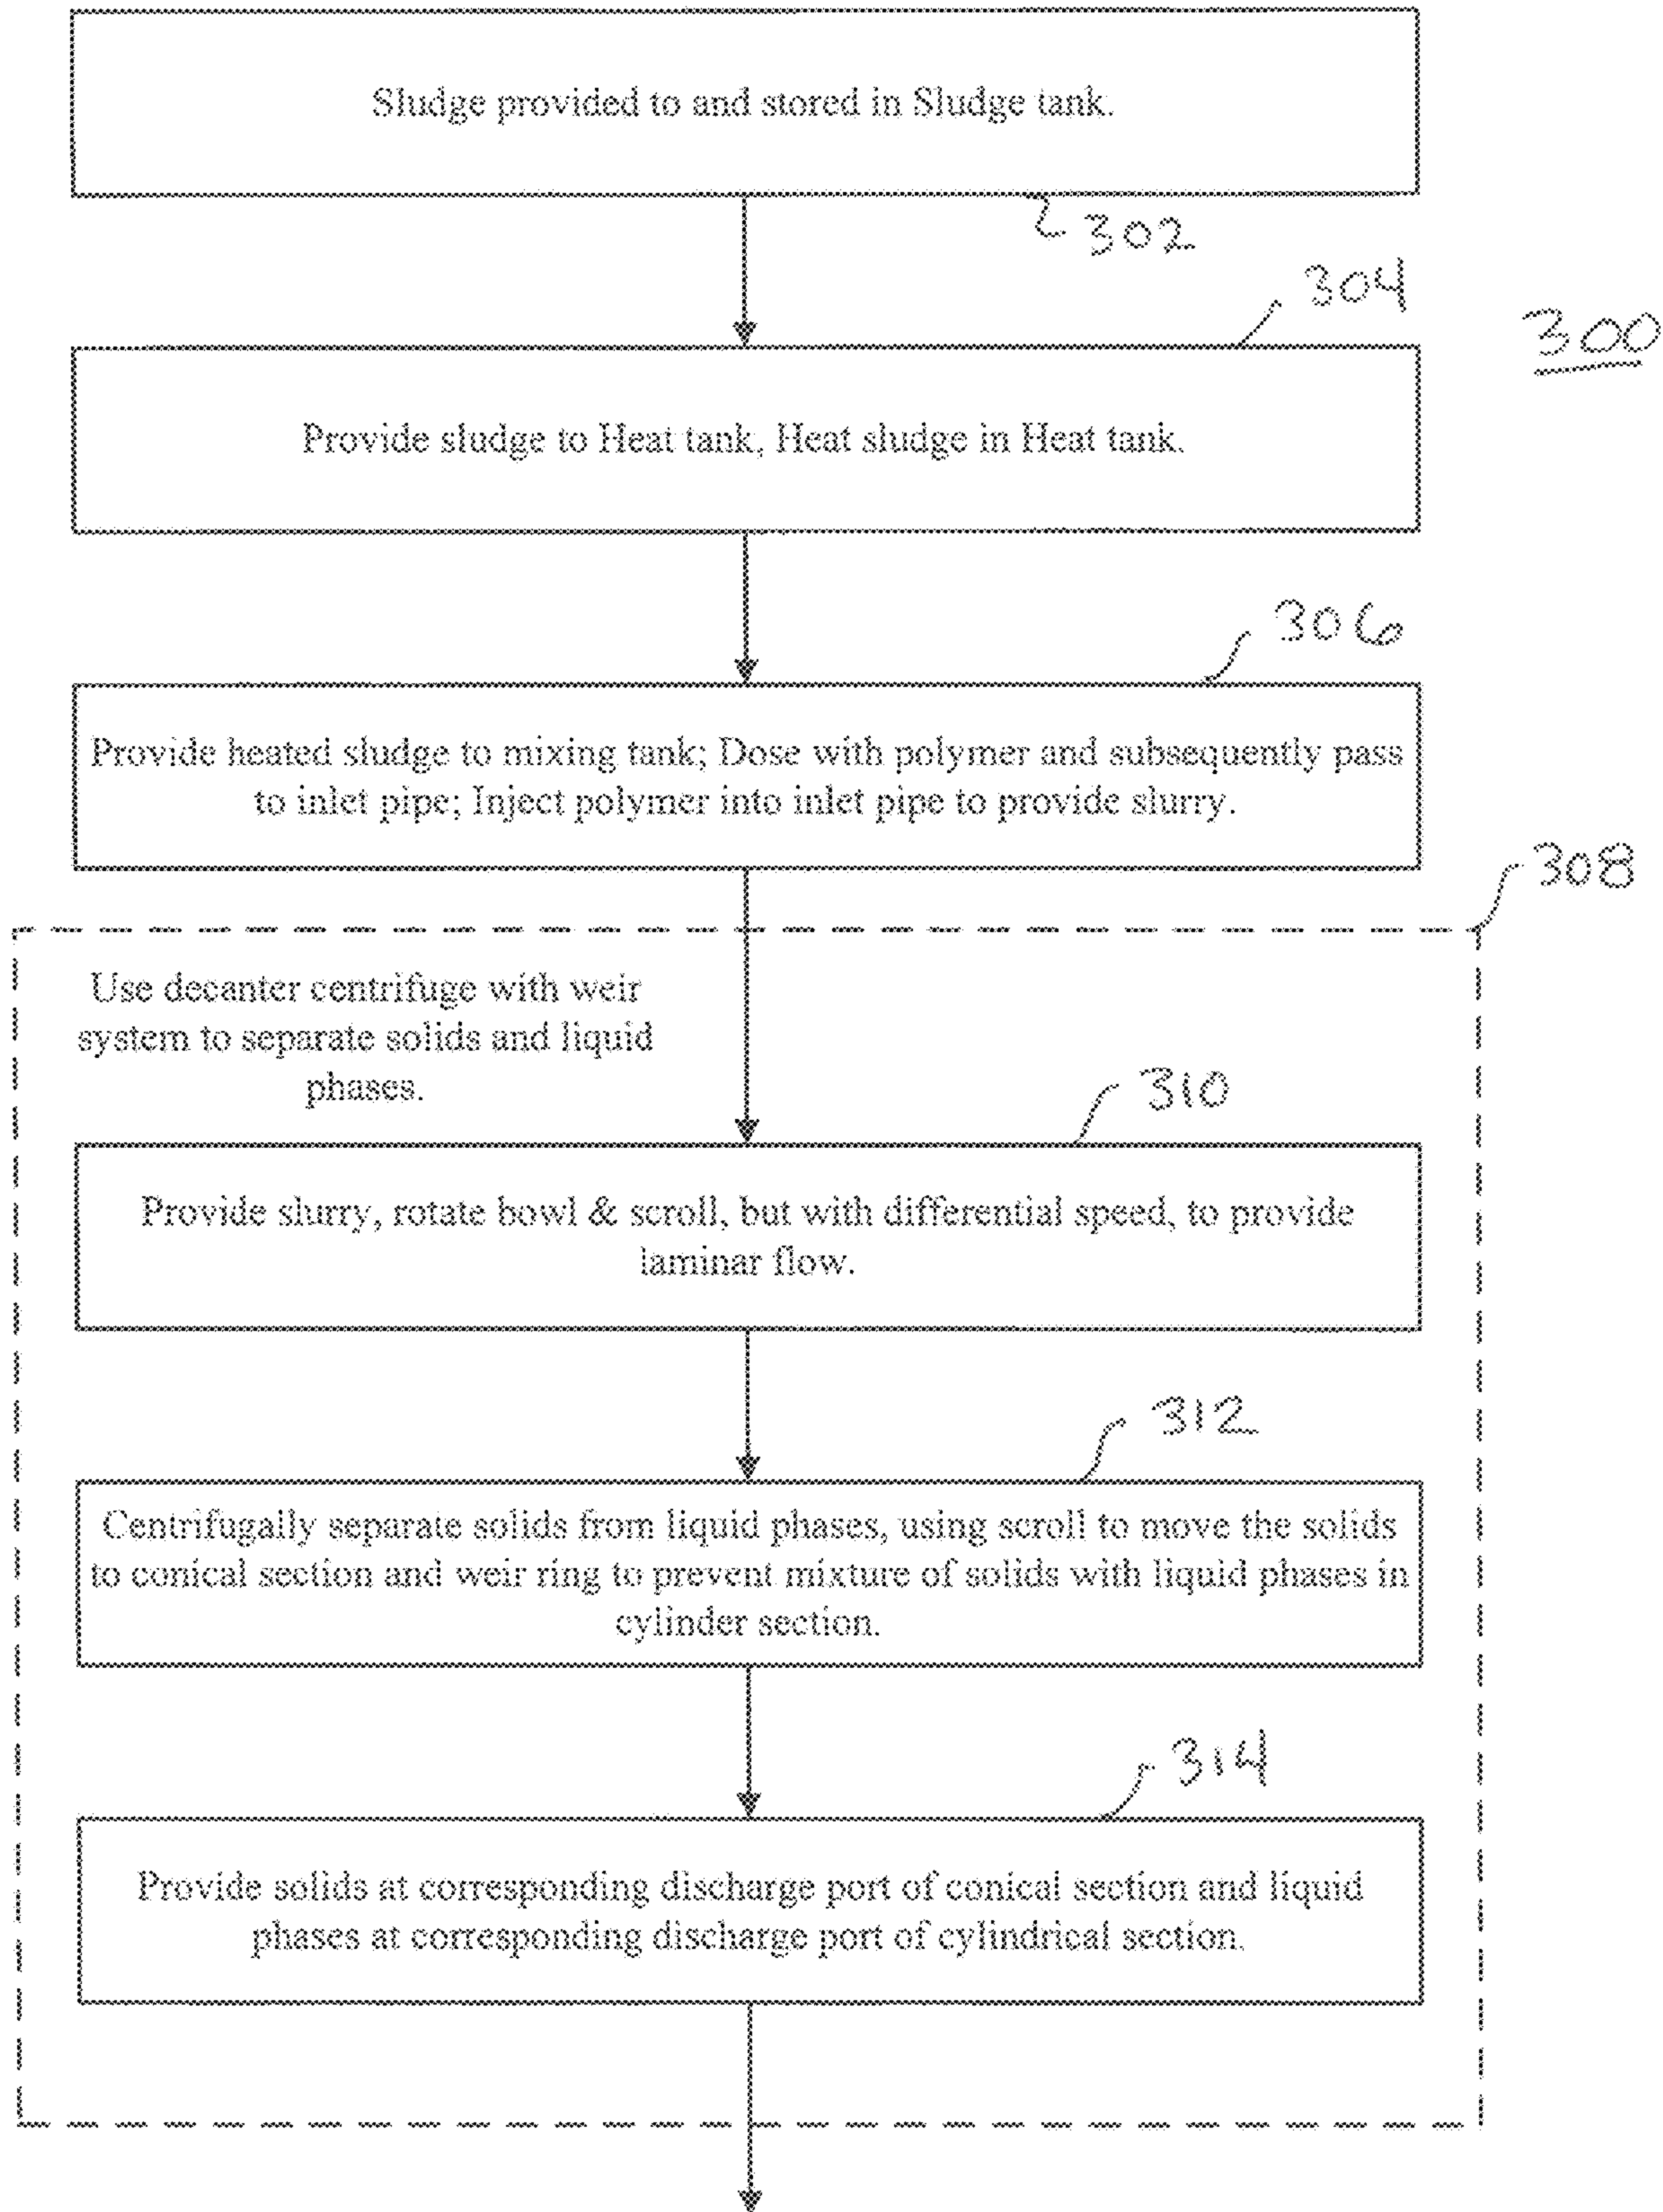 Sludge provided to and stored in Sludge tank.
302
304
300
Provide sludge to Heat tank, Heat sludge in Heat tank.
306
Provide heated sludge to mixing tank; Dose with polymer and subsequently pass
to inlet pipe; Inject polymer into inlet pipe to provide slurry.
308
Use decanter centrifuge with weir
system to separate solids and liquid
phases.
310
Provide slurry, rotate bowl & scroll, but with differential speed, to provide
laminar flow.
312
Centrifugally separate solids from liquid phases, using scroll to move the solids
to conical section and weir ring to prevent mixture of solids with liquid phases in
cylinder section.
314
Provide solids at corresponding discharge port of conical section and liquid
phases at corresponding discharge port of cylindrical section.